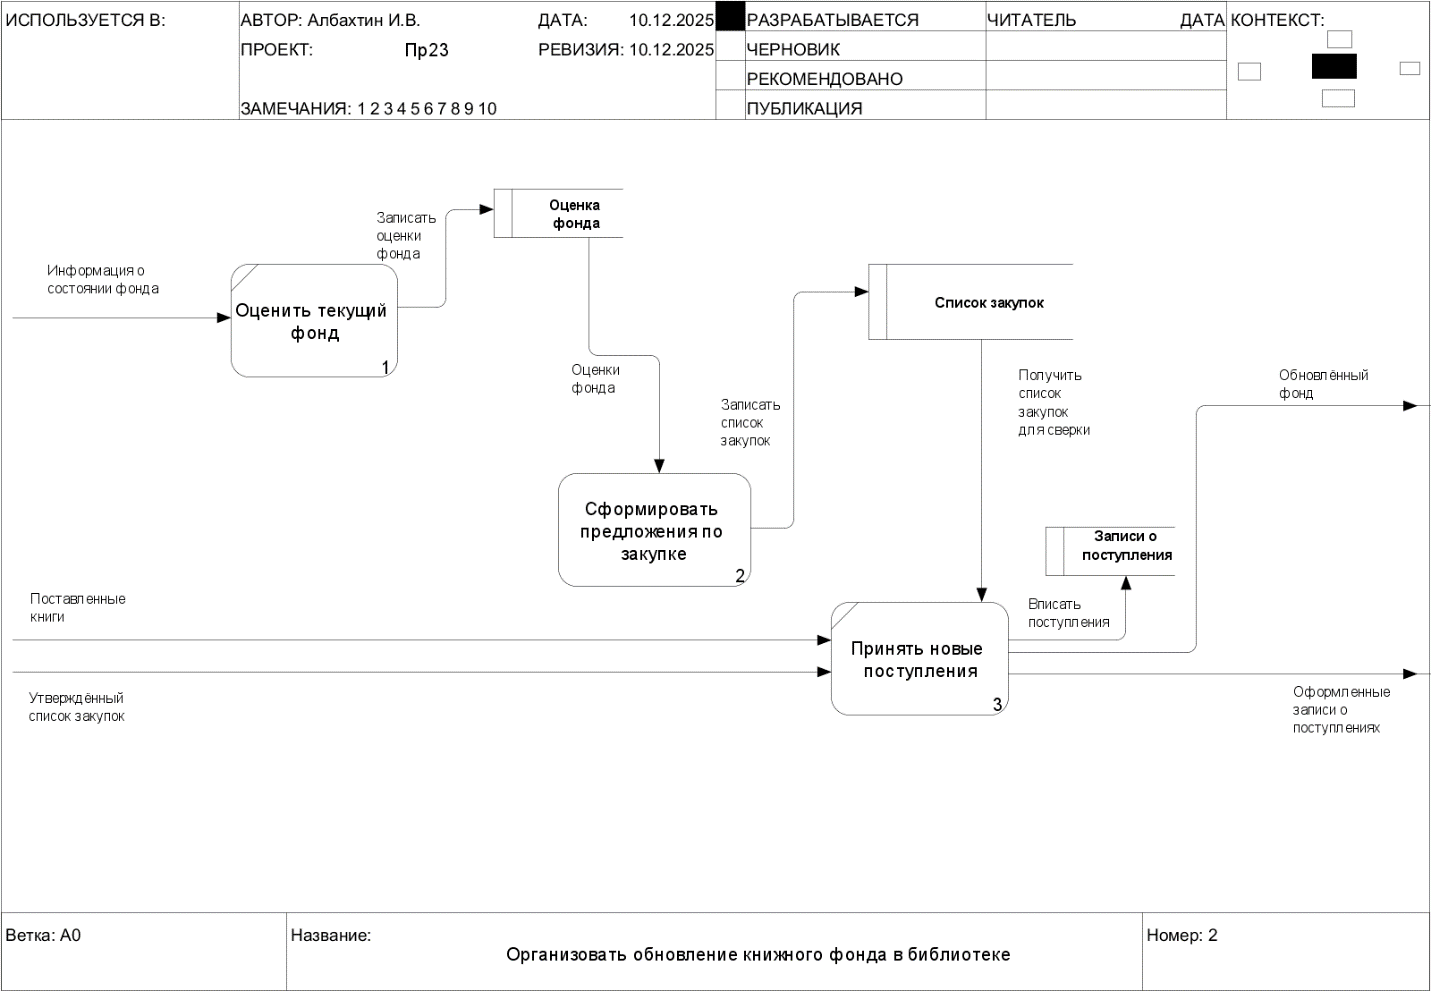 ИСПОЛЬЗУЕТСЯ В:
АВТОР: Албахтин И.В.
ДАТА: 10.12.2025
ПРОЕКТ: Пр23
РЕВИЗИЯ: 10.12.2025
ЗАМЕЧАНИЯ: 1 2 3 4 5 6 7 8 9 10
РАЗРАБАТЫВАЕТСЯ
ЧЕРНОВИК
РЕКОМЕНДОВАНО
ПУБЛИКАЦИЯ
ЧИТАТЕЛЬ
ДАТА
КОНТЕКСТ:
Информация о
состоянии фонда
Оценить текущий
фонд
1
Записать
оценки
фонда
Оценка
фонда
Оценки
фонда
Сформировать
предложения по
закупке
2
Записать
список
закупок
Список закупок
Получить
список
закупок
для сверки
Обновлённый
фонд
Записи о
поступления
Вписать
поступления
Поставленные
книги
Утверждённый
список закупок
Принять новые
поступления
3
Оформленные
записи о
поступлениях
Ветка: A0
Название:
Организовать обновление книжного фонда в библиотеке
Номер: 2